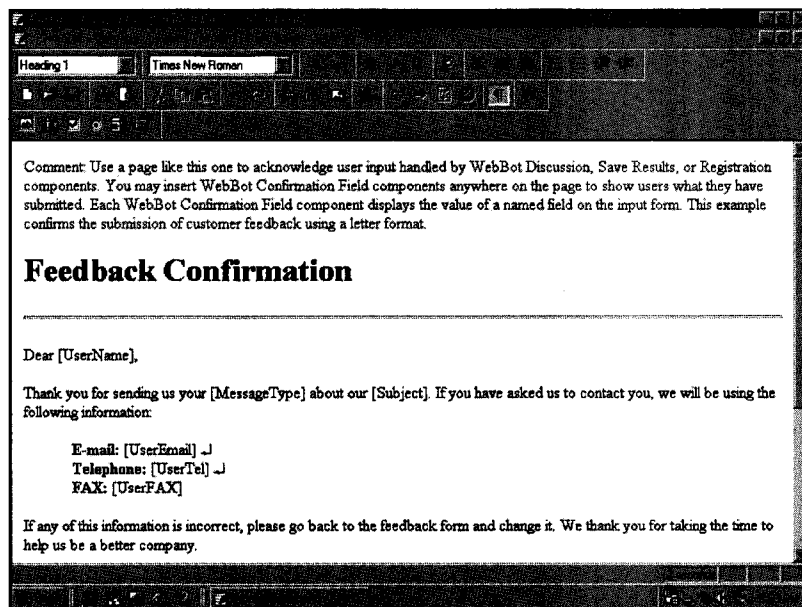 Heading 1
Times New Roman
Comment: Use a page like this one to acknowledge user input handled by WebBot Discussion, Save Results, or Registration
components. You may insert WebBot Confirmation Field components anywhere on the page to show users what they have
submitted. Each WebBot Confirmation Field component displays the value of a named field on the input form. This example
confirms the submission of customer feedback using a letter format.
Feedback Confirmation
Dear [UserName],
Thank you for sending us your [MessageType] about our [Subject]. If you have asked us to contact you, we will be using the
following information:
E-mail: [UserEmail]
Telephone: [UserTel]
FAX: [UserFAX]
If any of this information is incorrect, please go back to the feedback form and change it. We thank you for taking the time to
help us be a better company.